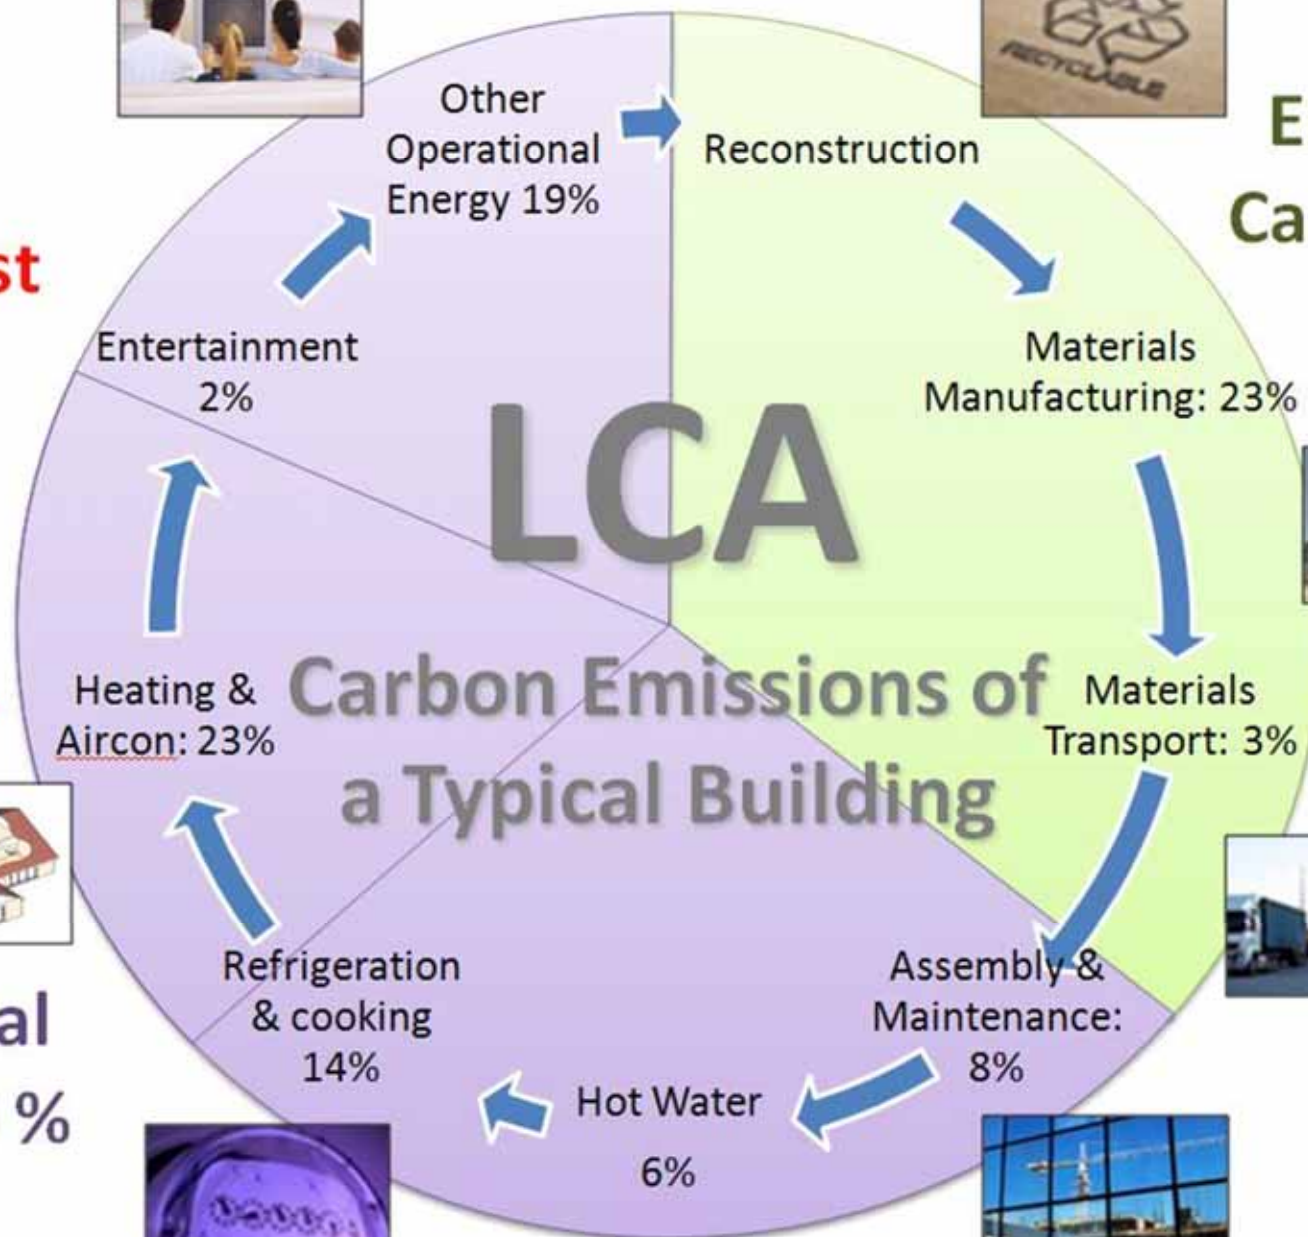 Other
Operational
Energy 19%
Reconstruction
RECYCLABLE
E
Ca
st
Entertainment
2%
Materials
Manufacturing: 23%
LCA
Carbon Emissions of
a Typical Building
Heating &
Aircon: 23%
Materials
Transport: 3%
Refrigeration
& cooking
14%
Assembly &
Maintenance:
8%
Hot Water
6%
al
%